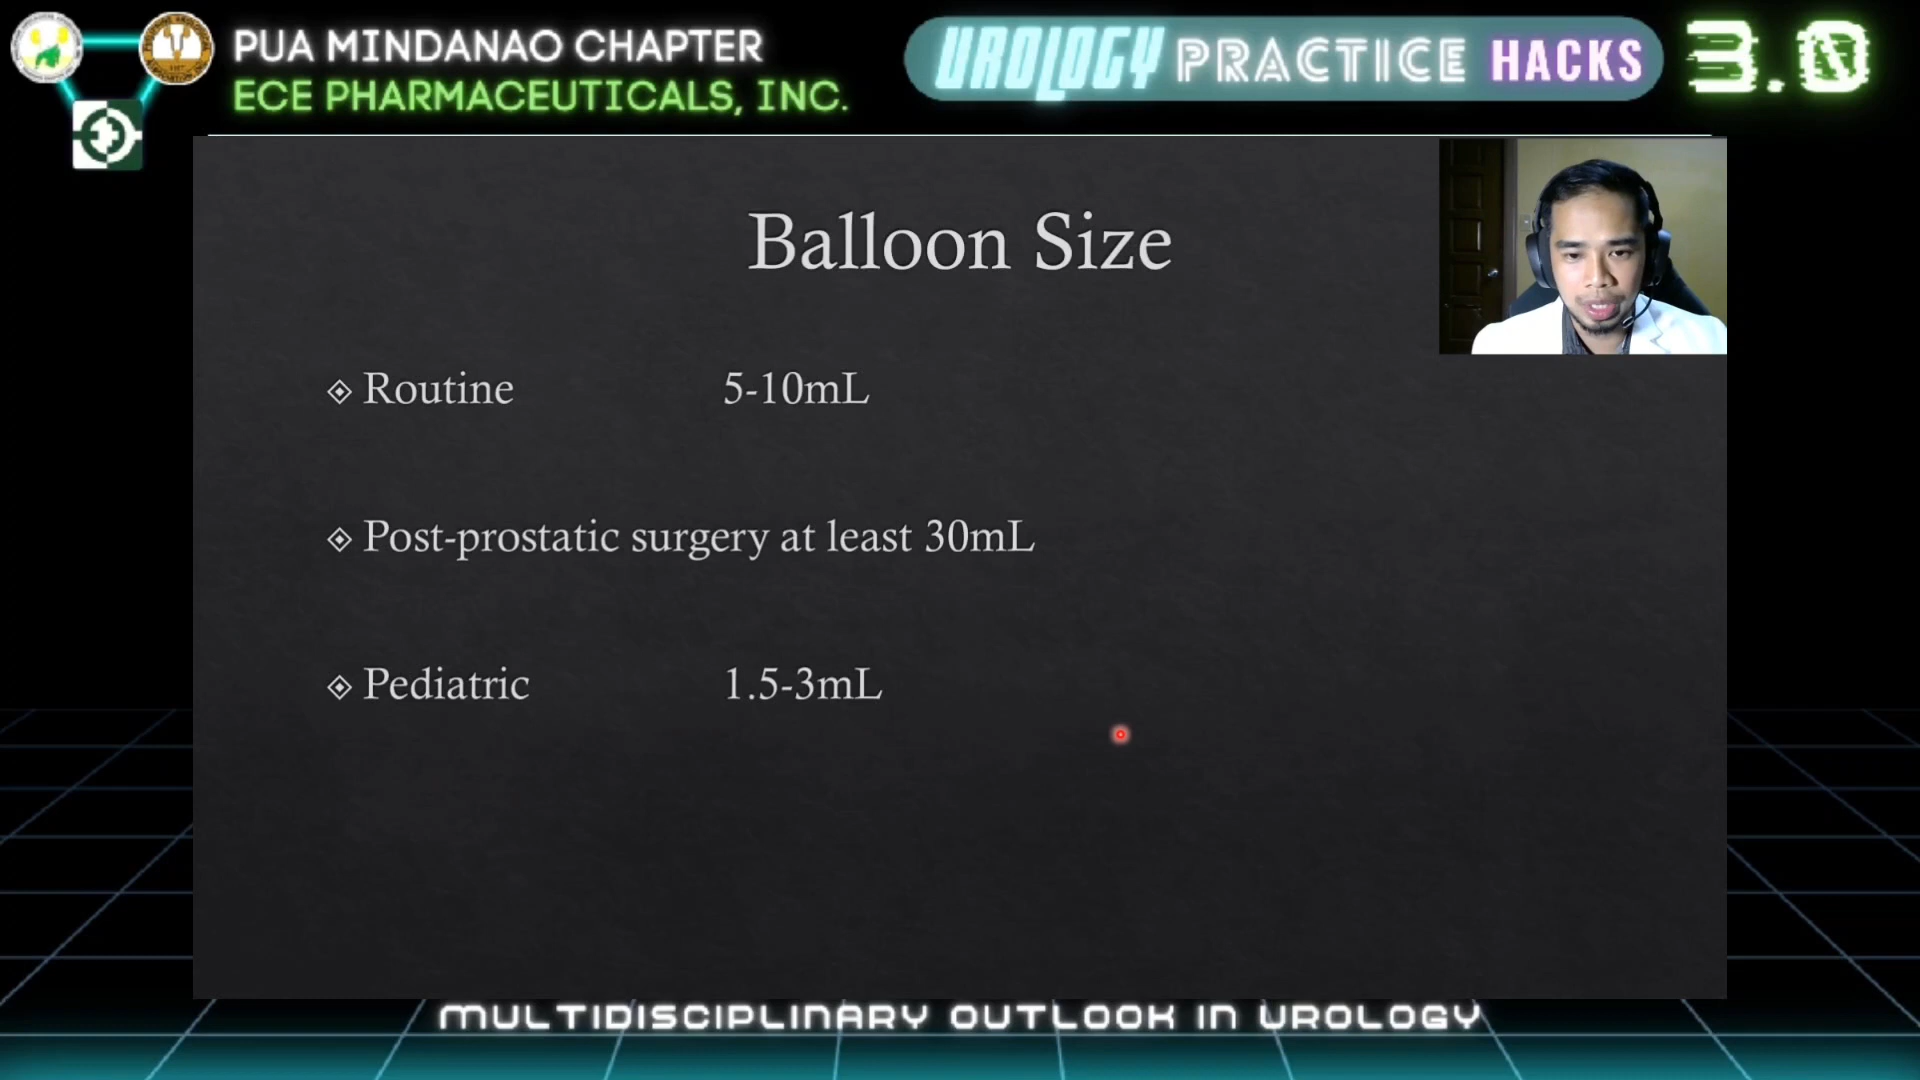 PUA MINDANAO CHAPTER
ECE PHARMACEUTICALS, INC.
UROLOGY PRACTICE HACKS 3.0
Balloon Size
Routine 5-10mL
Post-prostatic surgery at least 30mL
Pediatric 1.5-3mL
MULTIDISCIPLINARY OUTLOOK IN UROLOGY